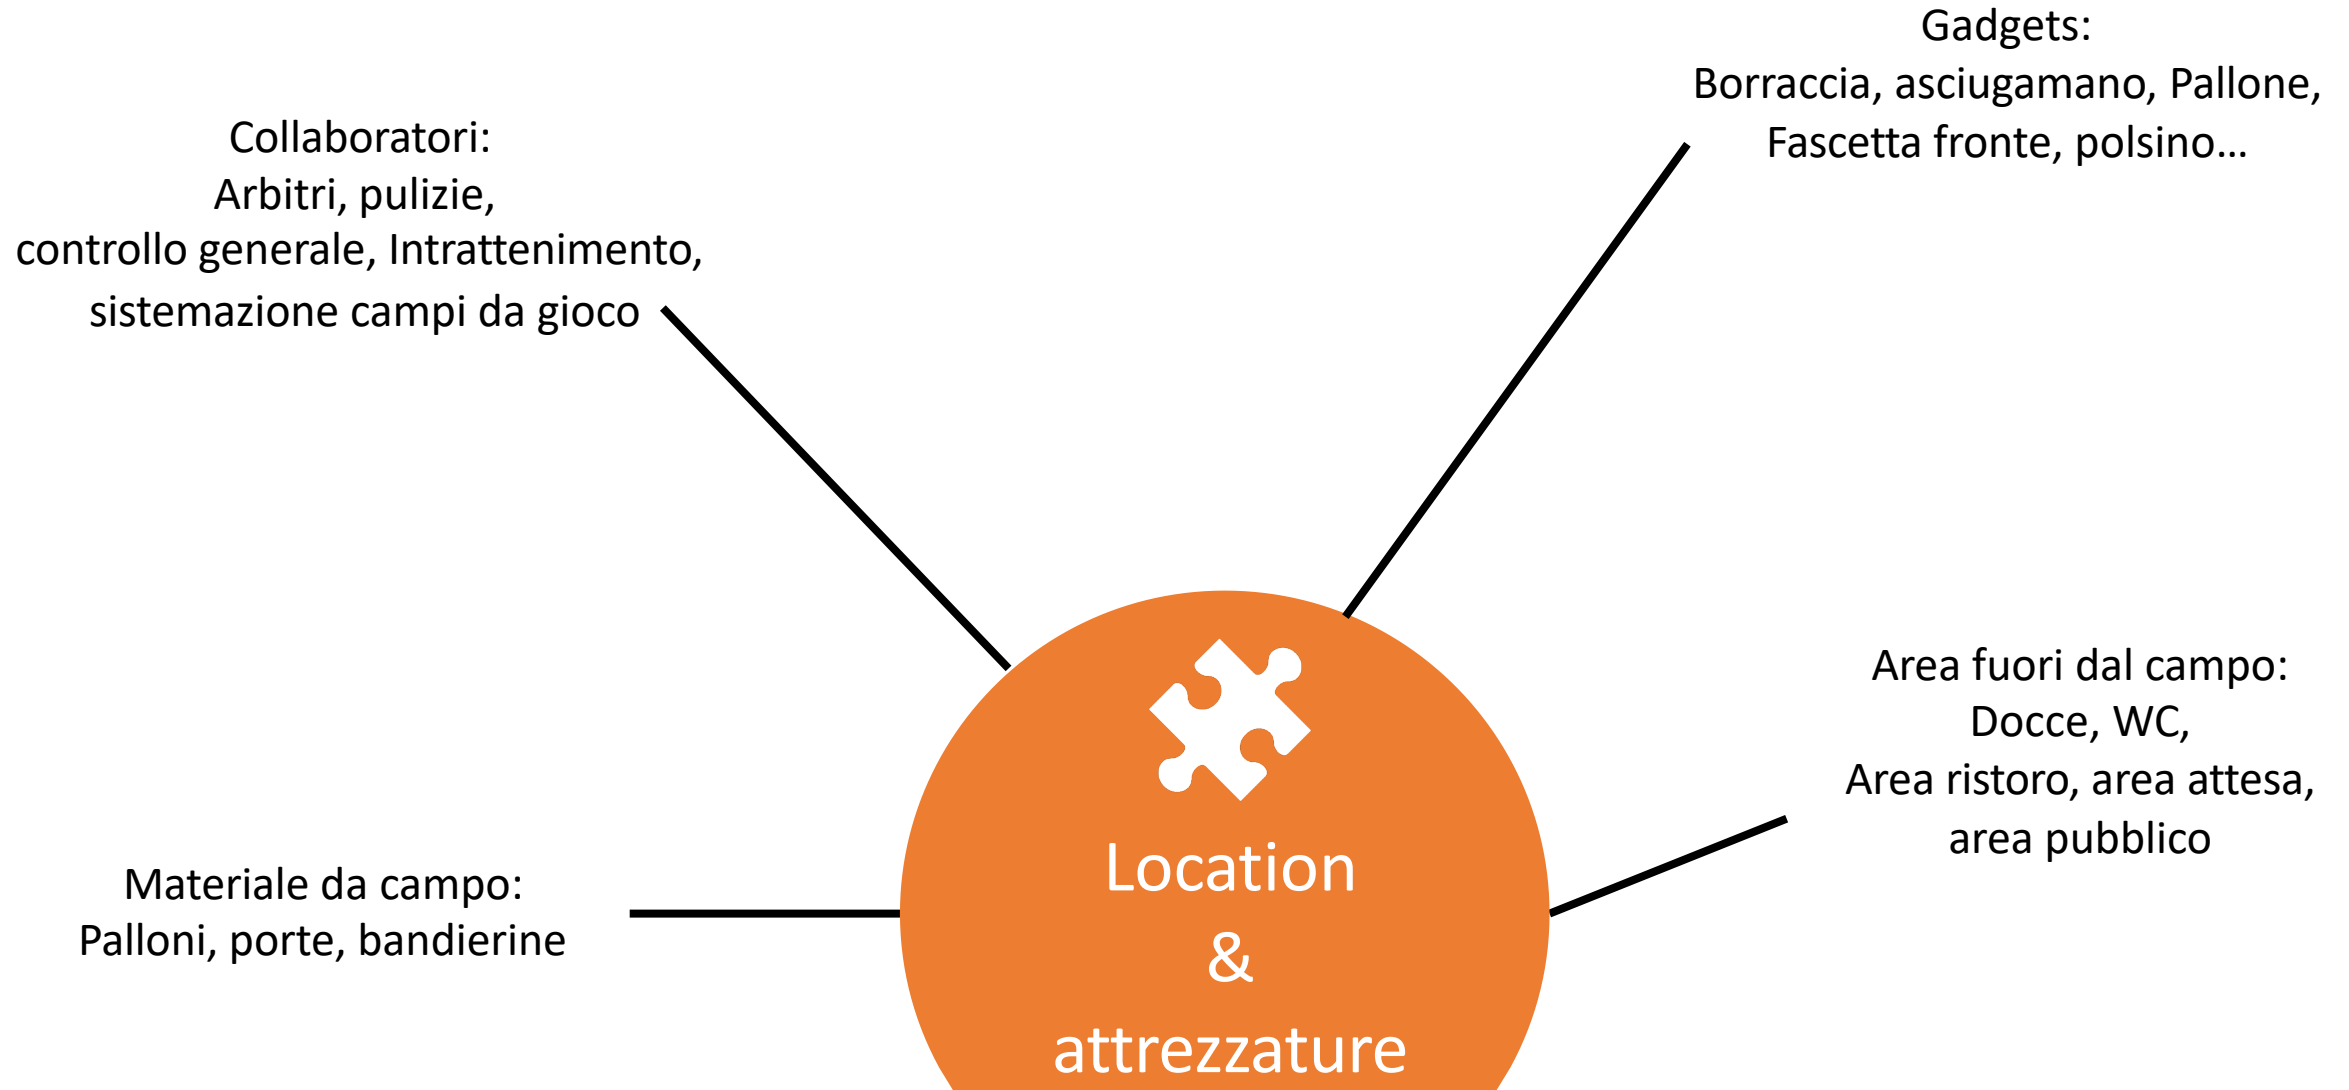 Gadgets:
Borraccia, asciugamano, Pallone,
Fascetta fronte, polsino...
Collaboratori:
Arbitri, pulizie,
controllo generale, Intrattenimento,
sistemazione campi da gioco
Area fuori dal campo:
Docce, WC,
Area ristoro, area attesa,
area pubblico
Materiale da campo:
Palloni, porte, bandierine
Location
&
attrezzature